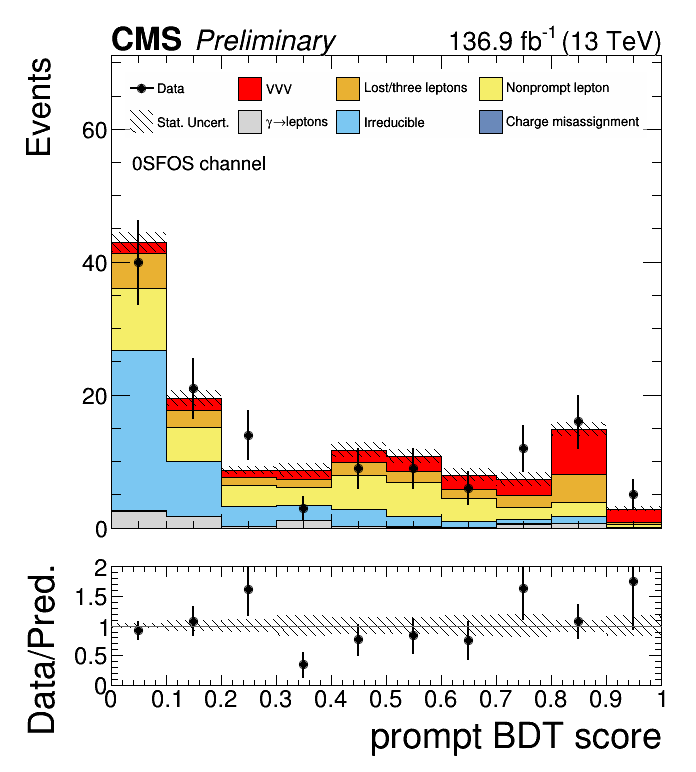 CMS Preliminary 136.9 fb-1 (13 TeV)
Events
Data VVV Lost/three leptons Nonprompt lepton
Stat. Uncert. γ→leptons Irreducible Charge misassignment
0SFOS channel
60
40
20
0
Data/Pred.
2
1.5
1
0.5
0
0 0.1 0.2 0.3 0.4 0.5 0.6 0.7 0.8 0.9 1
prompt BDT score